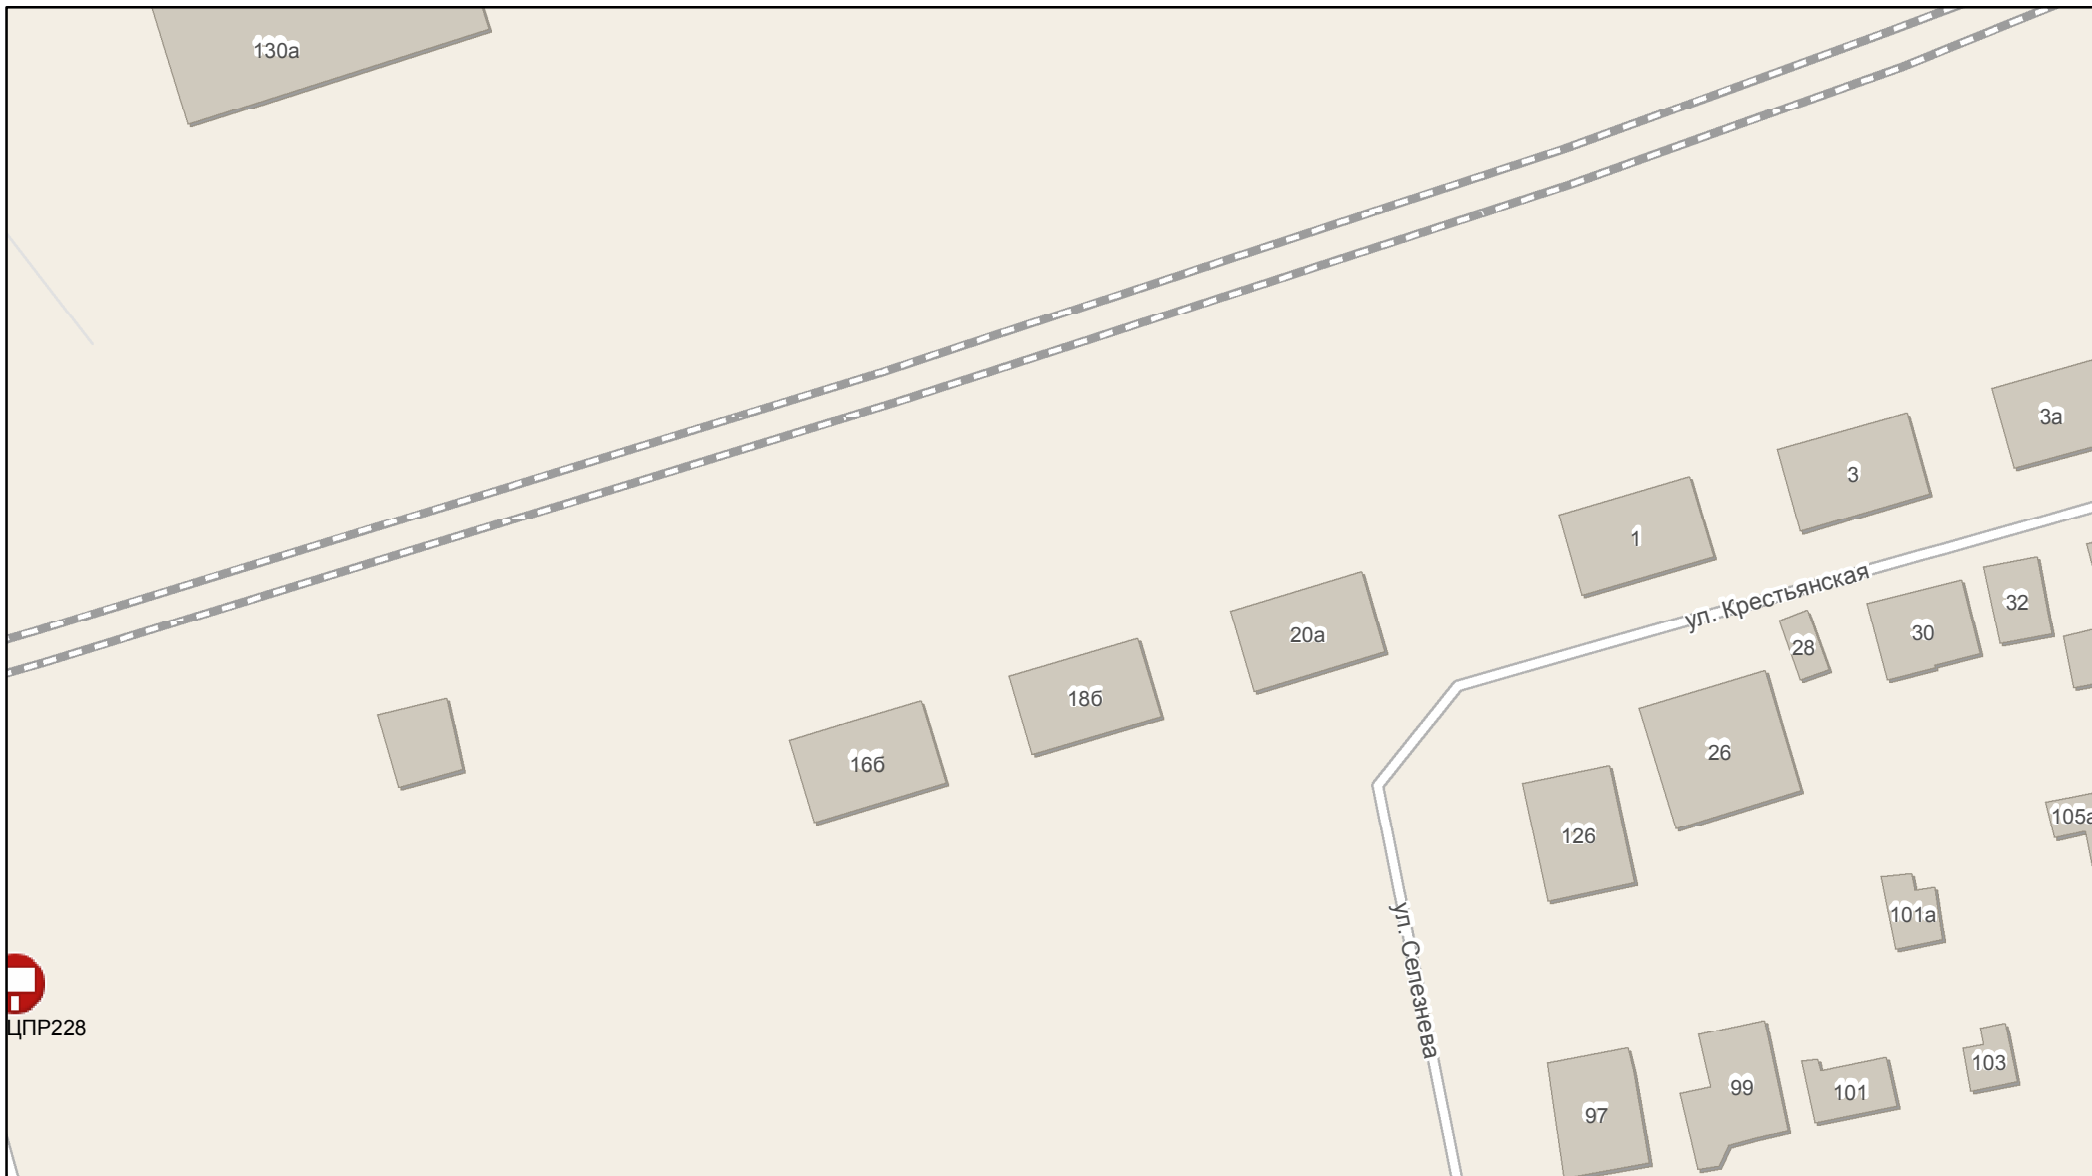 130а
3а
3
1
ул. Крестьянская
32
30
20а
28
18б
26
16б
105а
126
101а
ул. Селезнева
ЦПР228
103
99
101
97